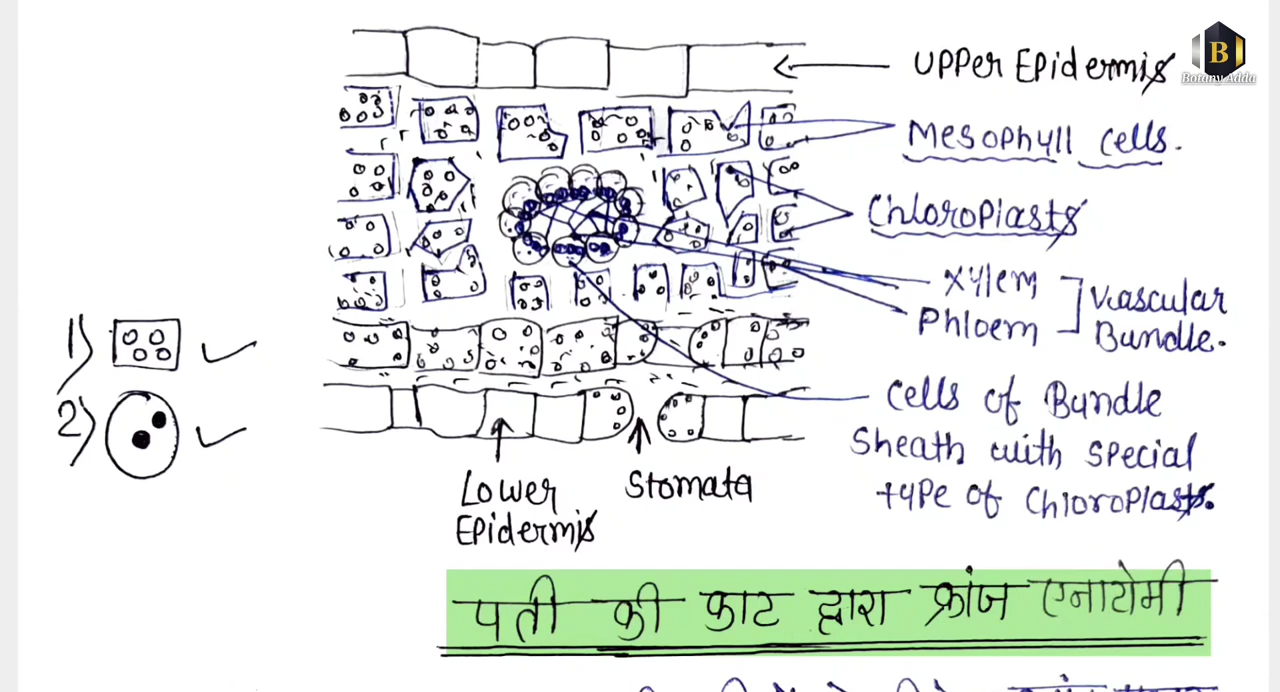 B
Botany Adda
Upper Epidermis
Mesophyll Cells.
Chloroplasts
Xylem
Phloem
Vascular
Bundle.
1)
2)
Cells of Bundle
Sheath with special
type of Chloroplasts.
Lower
Epidermis
Stomata
पती की काट द्वारा क्रांज एनाटोमी